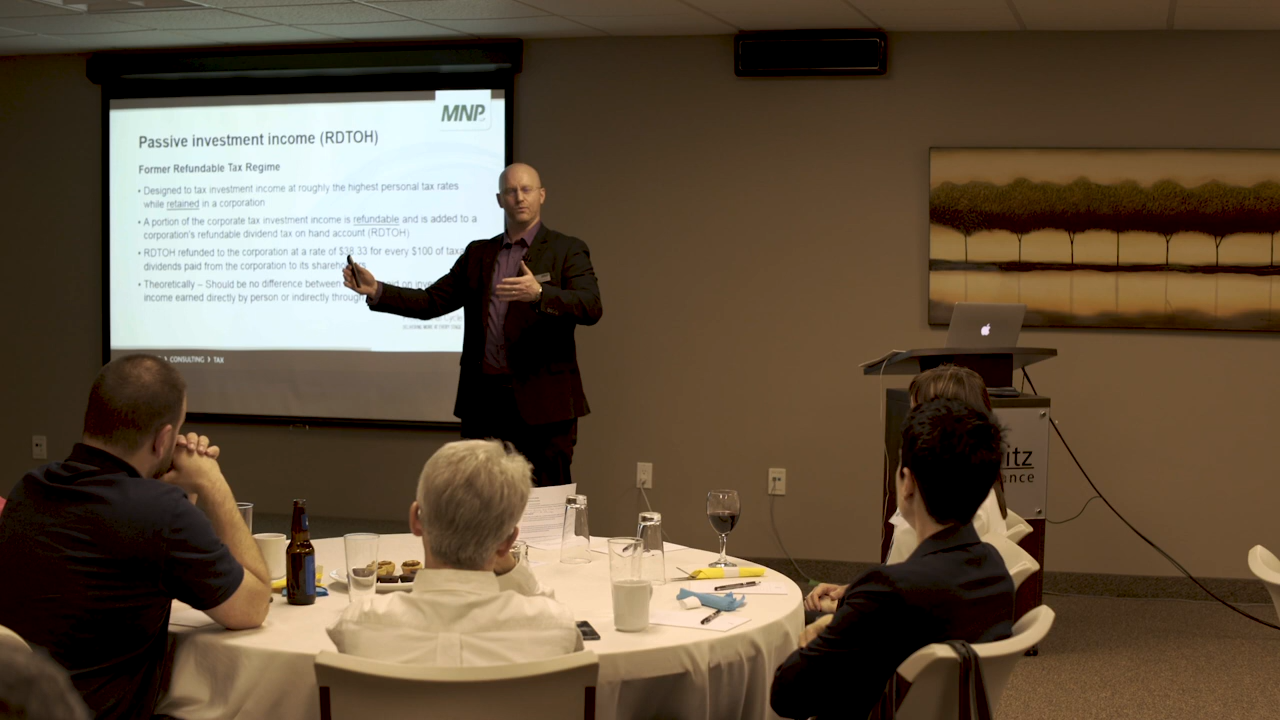 MNP
Passive investment income (RDTOH)
Former Refundable Tax Regime
• Designed to tax investment income at roughly the highest personal tax rates
while retained in a corporation
• A portion of the corporate tax investment income is refundable and is added to a
corporation's refundable dividend tax on hand account (RDTOH)
• RDTOH refunded to the corporation at a rate of $38.33 for every $100 of
dividends paid from the corporation to its
• Theoretically – Should be no difference between on
income earned directly by person or indirectly through
› CONSULTING › TAX
itz
ance